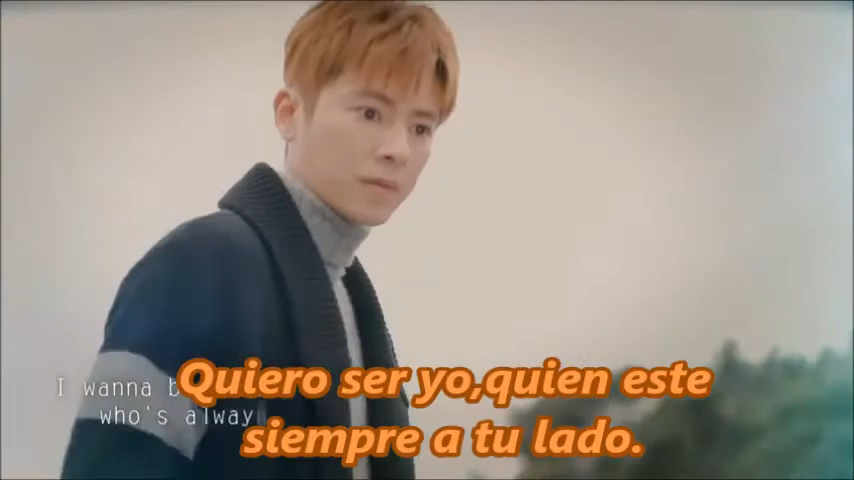 I wanna b
who's alway
Quiero ser yo,quien este
siempre a tu lado.